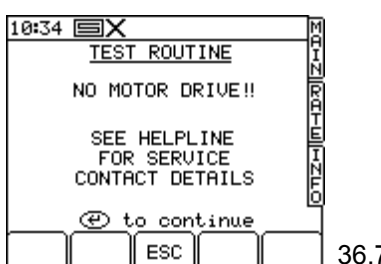 10:34
TEST ROUTINE
NO MOTOR DRIVE!!
SEE HELPLINE
FOR SERVICE
CONTACT DETAILS
to continue
ESC
MAIN
RATE
INFO
36.7